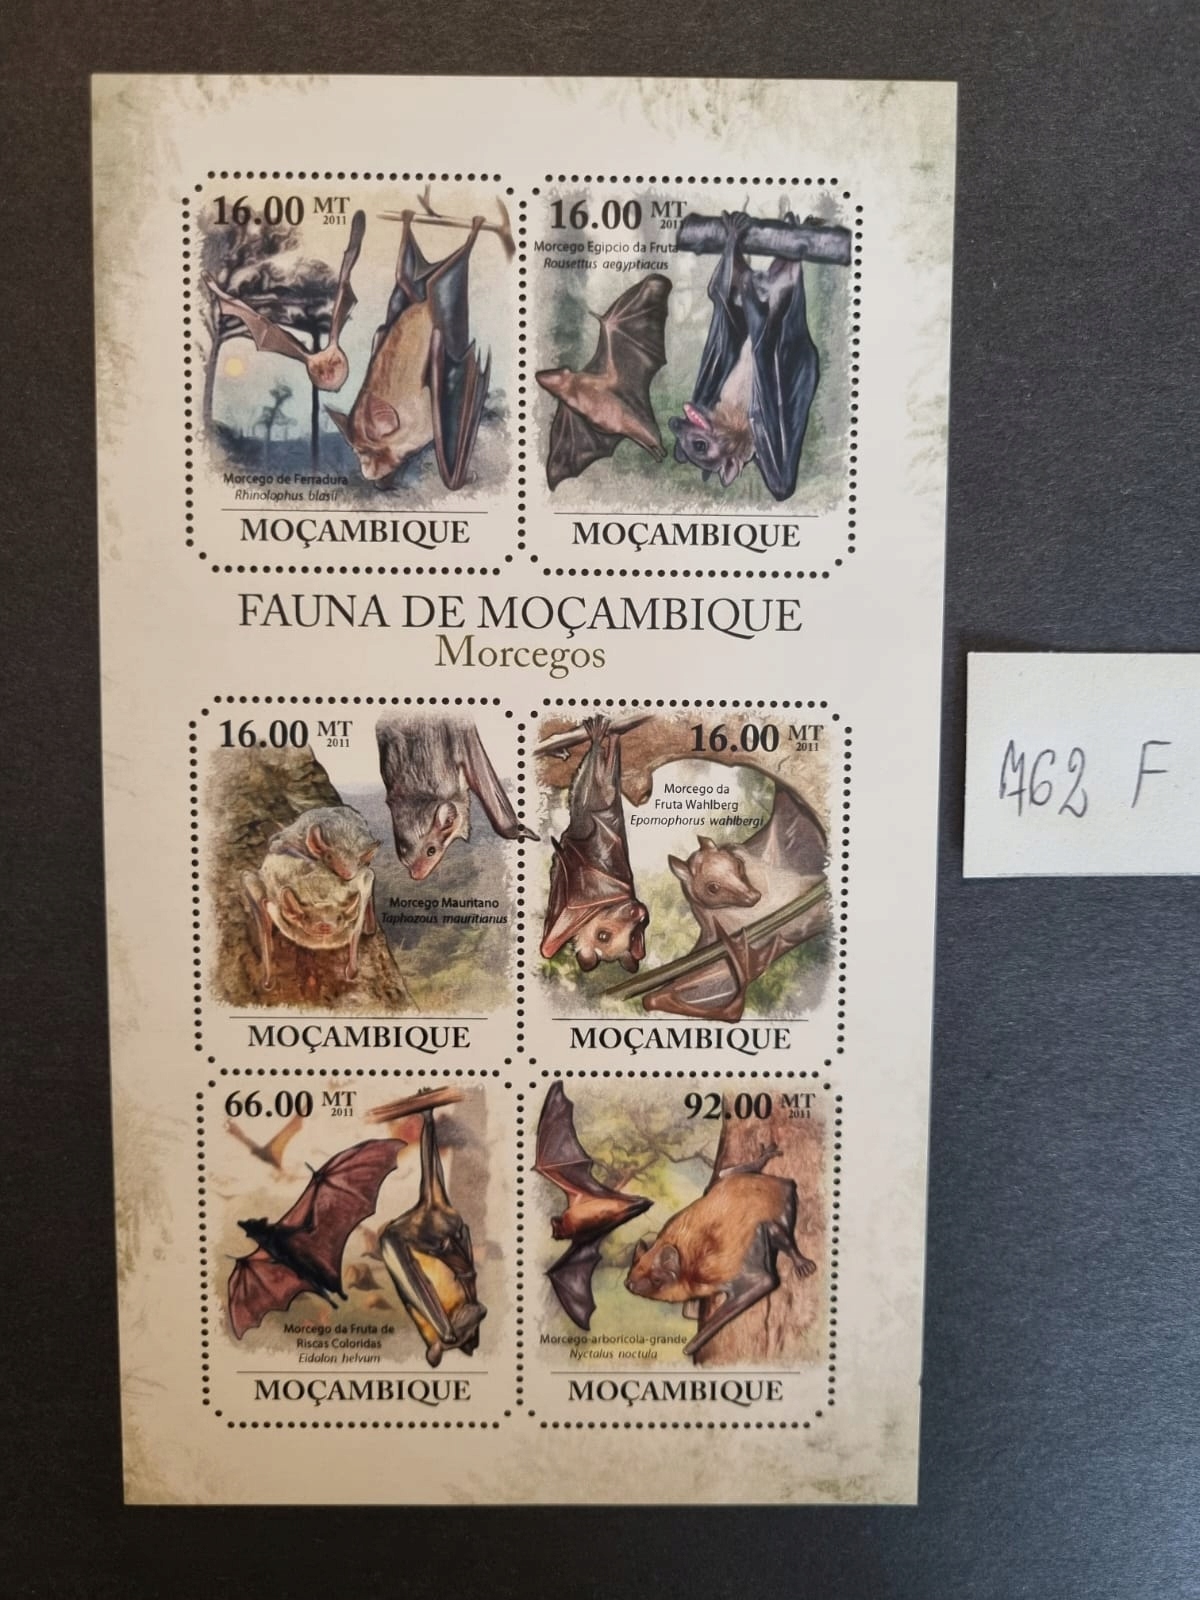 16.00 MT
2011
Morcego de Ferradura
Rhinolophus blasii
MOÇAMBIQUE
16.00 MT
2011
Morcego Egipcio da Fruta
Rousettus aegyptiacus
MOÇAMBIQUE
FAUNA DE MOÇAMBIQUE
Morcegos
16.00 MT
2011
Morcego Mauritano
Taphozous mauritianus
MOÇAMBIQUE
16.00 MT
2011
Morcego da
Fruta Wahlberg
Epomophorus wahlbergi
MOÇAMBIQUE
66.00 MT
2011
Morcego da Fruta de
Riscas Coloridas
Eidolon helvum
MOÇAMBIQUE
92.00 MT
2011
Morcego-arboricola-grande
Nyctalus noctula
MOÇAMBIQUE
762 F